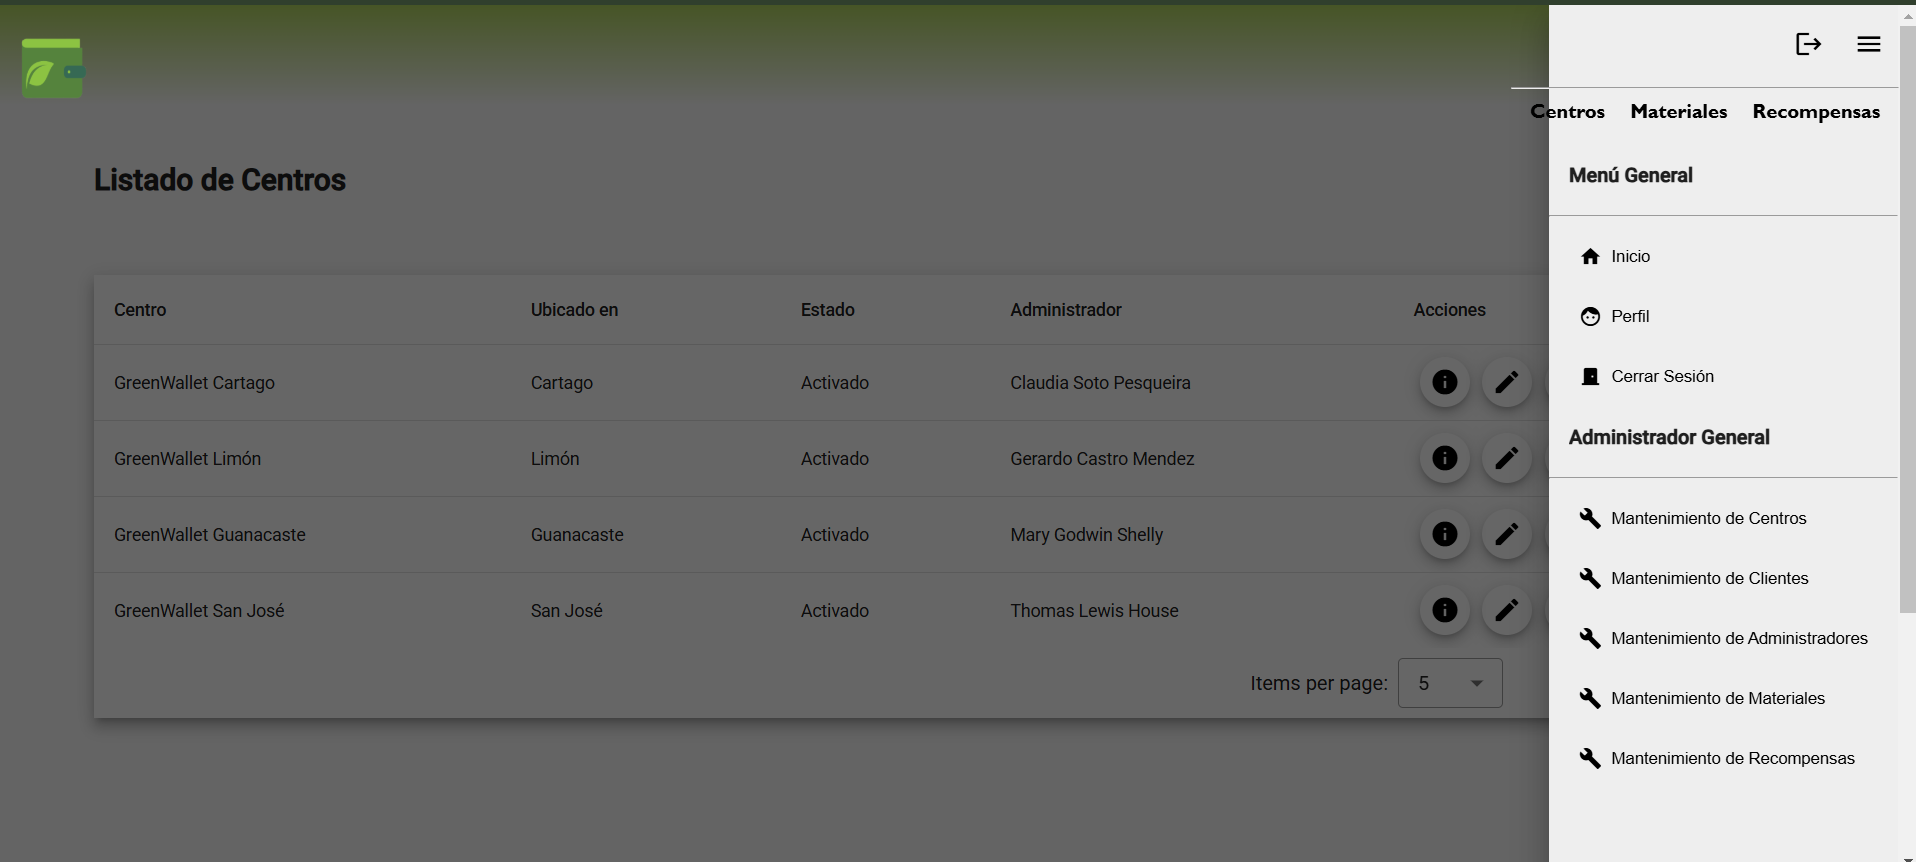 Centros Materiales Recompensas
Listado de Centros
Centro Ubicado en Estado Administrador Acciones
GreenWallet Cartago Cartago Activado Claudia Soto Pesqueira
GreenWallet Limón Limón Activado Gerardo Castro Mendez
GreenWallet Guanacaste Guanacaste Activado Mary Godwin Shelly
GreenWallet San José San José Activado Thomas Lewis House
Items per page: 5
Menú General
Inicio
Perfil
Cerrar Sesión
Administrador General
Mantenimiento de Centros
Mantenimiento de Clientes
Mantenimiento de Administradores
Mantenimiento de Materiales
Mantenimiento de Recompensas